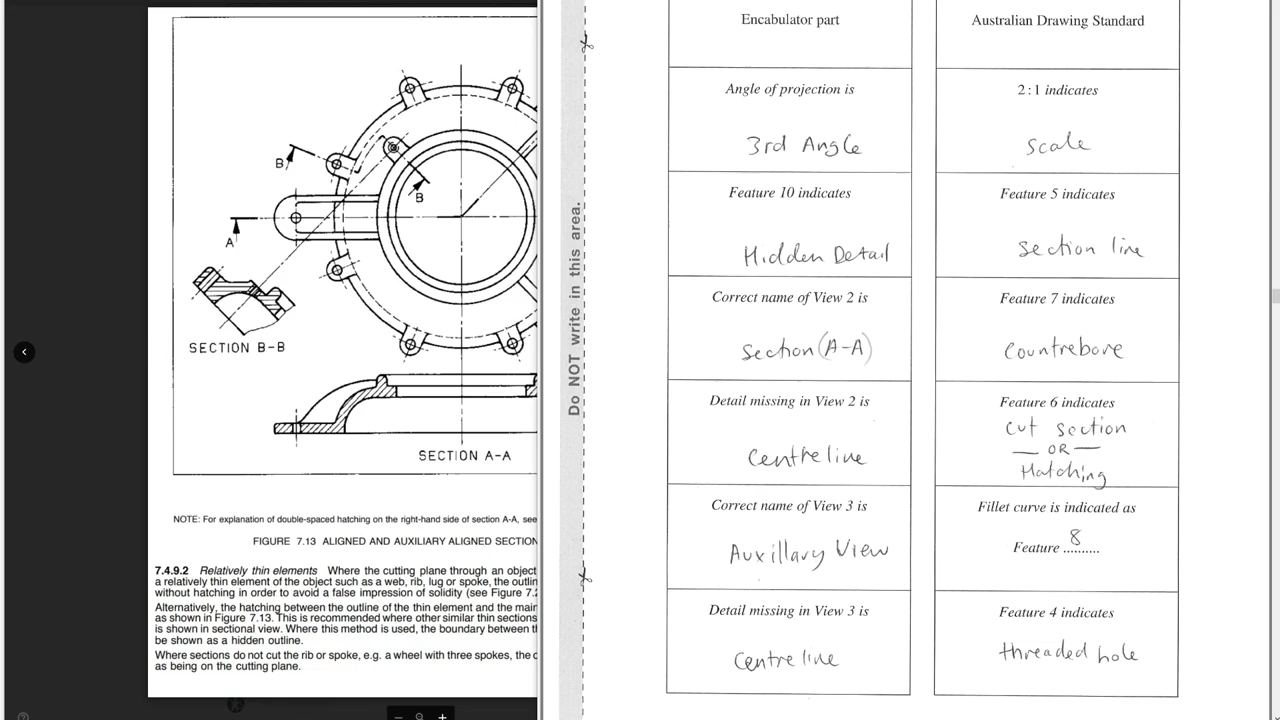 B
B
A
SECTION B-B
SECTION A-A
NOTE: For explanation of double-spaced hatching on the right-hand side of section A-A, see
FIGURE 7.13 ALIGNED AND AUXILIARY ALIGNED SECTION
7.4.9.2 Relatively thin elements Where the cutting plane through an object
a relatively thin element of the object such as a web, rib, lug or spoke, the outlin
without hatching in order to avoid a false impression of solidity (see Figure 7.2
Alternatively, the hatching between the outline of the thin element and the main
as shown in Figure 7.13. This is recommended where other similar thin sections
is shown in sectional view. Where this method is used, the boundary between t
be shown as a hidden outline.
Where sections do not cut the rib or spoke, e.g. a wheel with three spokes, the
as being on the cutting plane.
Do NOT write in this area.
Encabulator part
Angle of projection is
3rd Angle
Feature 10 indicates
Hidden Detail
Correct name of View 2 is
Section (A-A)
Detail missing in View 2 is
Centreline
Correct name of View 3 is
Auxillary View
Detail missing in View 3 is
Centreline
Australian Drawing Standard
2:1 indicates
Scale
Feature 5 indicates
Section line
Feature 7 indicates
Countrebore
Feature 6 indicates
Cut section
— OR —
Hatching
Fillet curve is indicated as
Feature 8..........
Feature 4 indicates
threaded hole